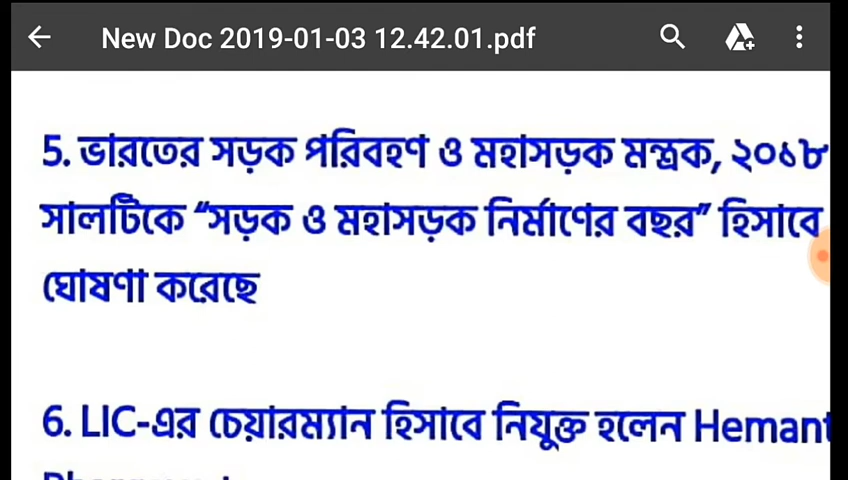 New Doc 2019-01-03 12.42.01.pdf
5. ভারতের সড়ক পরিবহণ ও মহাসড়ক মন্ত্রক, ২০১৮
সালটিকে “সড়ক ও মহাসড়ক নির্মাণের বছর” হিসাবে
ঘোষণা করেছে
6. LIC-এর চেয়ারম্যান হিসাবে নিযুক্ত হলেন Hemant